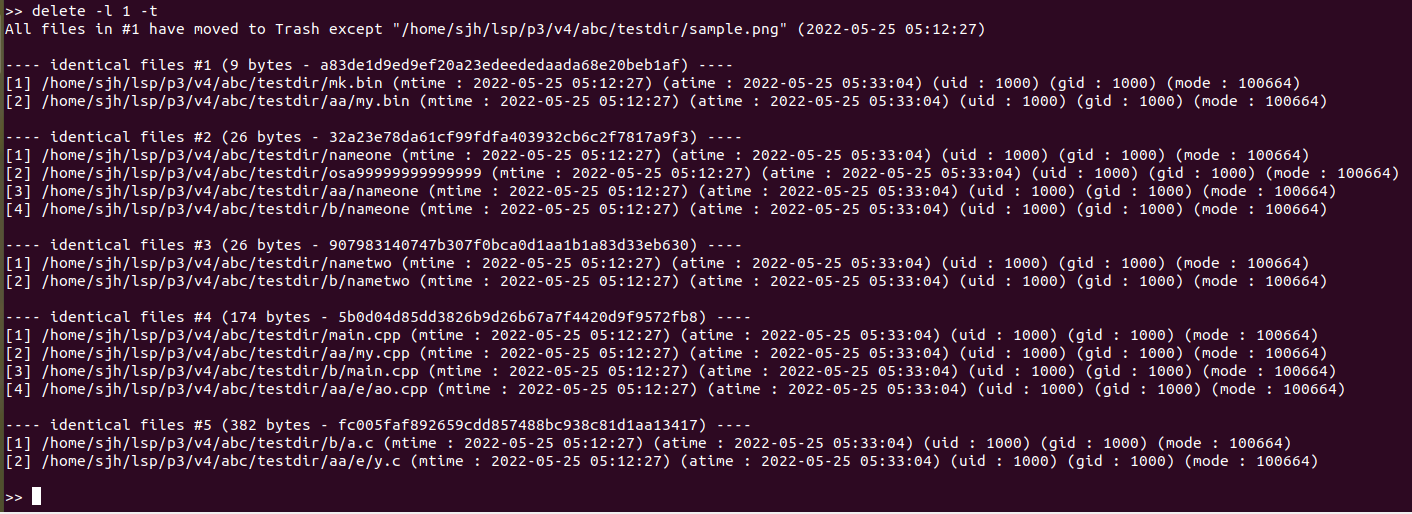 >> delete -l 1 -t
All files in #1 have moved to Trash except "/home/sjh/lsp/p3/v4/abc/testdir/sample.png" (2022-05-25 05:12:27)
---- identical files #1 (9 bytes - a83de1d9ed9ef20a23edeededaada68e20beb1af) ----
[1] /home/sjh/lsp/p3/v4/abc/testdir/mk.bin (mtime : 2022-05-25 05:12:27) (atime : 2022-05-25 05:33:04) (uid : 1000) (gid : 1000) (mode : 100664)
[2] /home/sjh/lsp/p3/v4/abc/testdir/aa/my.bin (mtime : 2022-05-25 05:12:27) (atime : 2022-05-25 05:33:04) (uid : 1000) (gid : 1000) (mode : 100664)
---- identical files #2 (26 bytes - 32a23e78da61cf99fdfa403932cb6c2f7817a9f3) ----
[1] /home/sjh/lsp/p3/v4/abc/testdir/nameone (mtime : 2022-05-25 05:12:27) (atime : 2022-05-25 05:33:04) (uid : 1000) (gid : 1000) (mode : 100664)
[2] /home/sjh/lsp/p3/v4/abc/testdir/osa99999999999999 (mtime : 2022-05-25 05:12:27) (atime : 2022-05-25 05:33:04) (uid : 1000) (gid : 1000) (mode : 100664)
[3] /home/sjh/lsp/p3/v4/abc/testdir/aa/nameone (mtime : 2022-05-25 05:12:27) (atime : 2022-05-25 05:33:04) (uid : 1000) (gid : 1000) (mode : 100664)
[4] /home/sjh/lsp/p3/v4/abc/testdir/b/nameone (mtime : 2022-05-25 05:12:27) (atime : 2022-05-25 05:33:04) (uid : 1000) (gid : 1000) (mode : 100664)
---- identical files #3 (26 bytes - 907983140747b307f0bca0d1aa1b1a83d33eb630) ----
[1] /home/sjh/lsp/p3/v4/abc/testdir/nametwo (mtime : 2022-05-25 05:12:27) (atime : 2022-05-25 05:33:04) (uid : 1000) (gid : 1000) (mode : 100664)
[2] /home/sjh/lsp/p3/v4/abc/testdir/b/nametwo (mtime : 2022-05-25 05:12:27) (atime : 2022-05-25 05:33:04) (uid : 1000) (gid : 1000) (mode : 100664)
---- identical files #4 (174 bytes - 5b0d04d85dd3826b9d26b67a7f4420d9f9572fb8) ----
[1] /home/sjh/lsp/p3/v4/abc/testdir/main.cpp (mtime : 2022-05-25 05:12:27) (atime : 2022-05-25 05:33:04) (uid : 1000) (gid : 1000) (mode : 100664)
[2] /home/sjh/lsp/p3/v4/abc/testdir/aa/my.cpp (mtime : 2022-05-25 05:12:27) (atime : 2022-05-25 05:33:04) (uid : 1000) (gid : 1000) (mode : 100664)
[3] /home/sjh/lsp/p3/v4/abc/testdir/b/main.cpp (mtime : 2022-05-25 05:12:27) (atime : 2022-05-25 05:33:04) (uid : 1000) (gid : 1000) (mode : 100664)
[4] /home/sjh/lsp/p3/v4/abc/testdir/aa/e/ao.cpp (mtime : 2022-05-25 05:12:27) (atime : 2022-05-25 05:33:04) (uid : 1000) (gid : 1000) (mode : 100664)
---- identical files #5 (382 bytes - fc005faf892659cdd857488bc938c81d1aa13417) ----
[1] /home/sjh/lsp/p3/v4/abc/testdir/b/a.c (mtime : 2022-05-25 05:12:27) (atime : 2022-05-25 05:33:04) (uid : 1000) (gid : 1000) (mode : 100664)
[2] /home/sjh/lsp/p3/v4/abc/testdir/aa/e/y.c (mtime : 2022-05-25 05:12:27) (atime : 2022-05-25 05:33:04) (uid : 1000) (gid : 1000) (mode : 100664)
>>